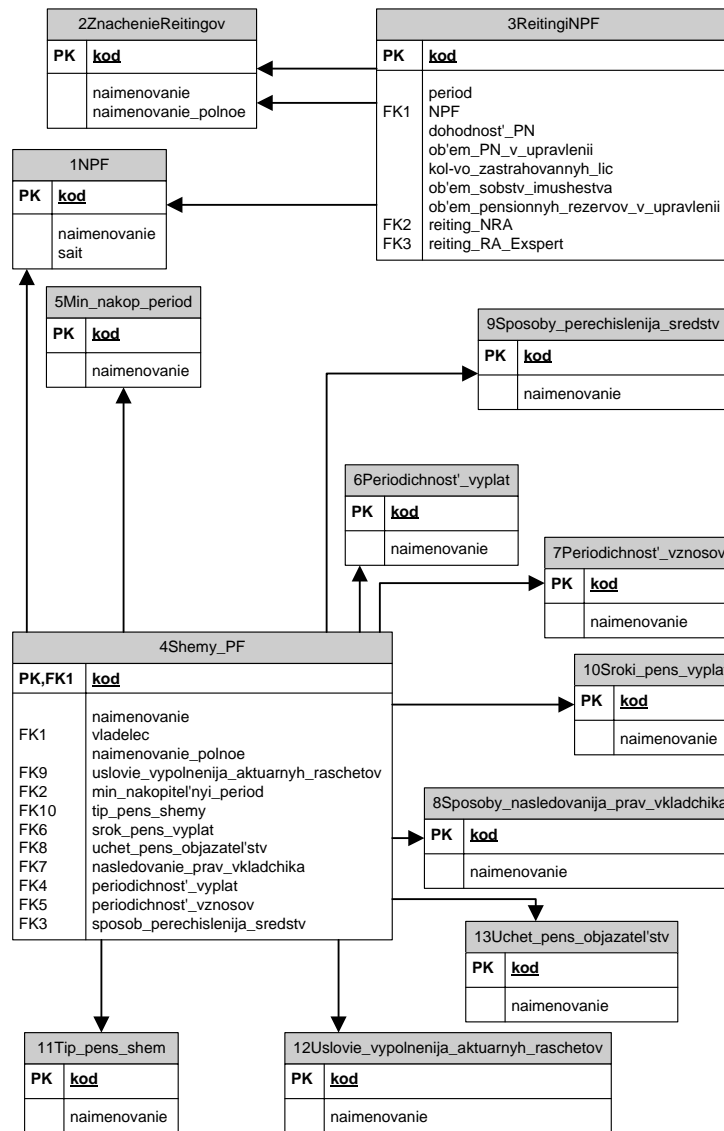 2ZnachenieReitingov
PK kod
naimenovanie
naimenovanie_polnoe
3ReitingiNPF
PK kod
period
FK1 NPF
dohodnost'_PN
ob'em_PN_v_upravlenii
kol-vo_zastrahovannyh_lic
ob'em_sobstv_imushestva
ob'em_pensionnyh_rezervov_v_upravlenii
FK2 reiting_NRA
FK3 reiting_RA_Exspert
1NPF
PK kod
naimenovanie
sait
5Min_nakop_period
PK kod
naimenovanie
9Sposoby_perechislenija_sredstv
PK kod
naimenovanie
6Periodichnost'_vyplat
PK kod
naimenovanie
7Periodichnost'_vznosov
PK kod
naimenovanie
4Shemy_PF
PK,FK1 kod
naimenovanie
FK1 vladelec
naimenovanie_polnoe
FK9 uslovie_vypolnenija_aktuarnyh_raschetov
FK2 min_nakopitel'nyi_period
FK10 tip_pens_shemy
FK6 srok_pens_vyplat
FK8 uchet_pens_objazatel'stv
FK7 nasledovanie_prav_vkladchika
FK4 periodichnost'_vyplat
FK5 periodichnost'_vznosov
FK3 sposob_perechislenija_sredstv
10Sroki_pens_vyplat
PK kod
naimenovanie
8Sposoby_nasledovanija_prav_vkladchika
PK kod
naimenovanie
13Uchet_pens_objazatel'stv
PK kod
naimenovanie
11Tip_pens_shem
PK kod
naimenovanie
12Uslovie_vypolnenija_aktuarnyh_raschetov
PK kod
naimenovanie